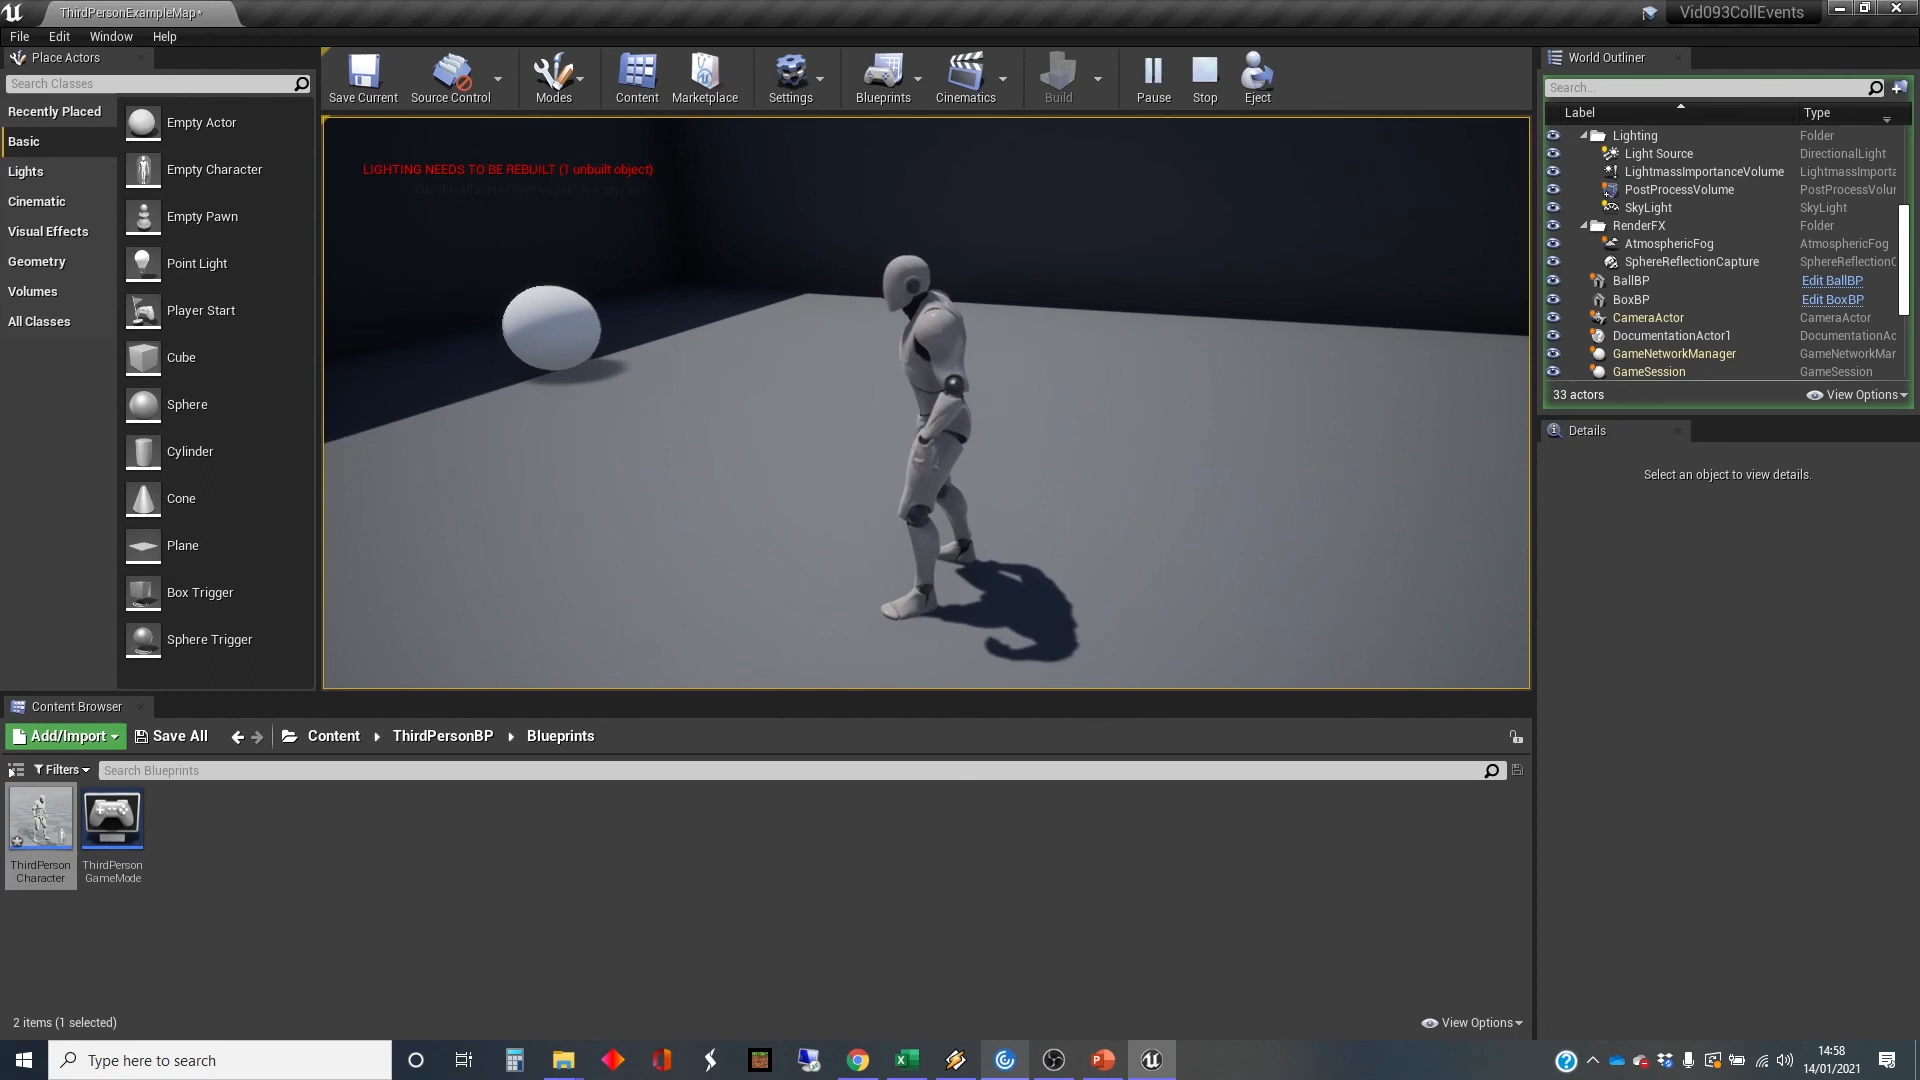 ThirdPersonExampleMap*
Vid093CollEvents
File Edit Window Help
Place Actors
Search Classes
Recently Placed
Basic
Lights
Cinematic
Visual Effects
Geometry
Volumes
All Classes
Empty Actor
Empty Character
Empty Pawn
Point Light
Player Start
Cube
Sphere
Cylinder
Cone
Plane
Box Trigger
Sphere Trigger
Save Current
Source Control
Modes
Content
Marketplace
Settings
Blueprints
Cinematics
Build
Pause
Stop
Eject
LIGHTING NEEDS TO BE REBUILT (1 unbuilt object)
World Outliner
Search...
Label Type
Lighting Folder
Light Source DirectionalLight
LightmassImportanceVolume LightmassImporta
PostProcessVolume PostProcessVolur
SkyLight SkyLight
RenderFX Folder
AtmosphericFog AtmosphericFog
SphereReflectionCapture SphereReflectionC
BallBP Edit BallBP
BoxBP Edit BoxBP
CameraActor CameraActor
DocumentationActor1 DocumentationAc
GameNetworkManager GameNetworkMar
GameSession GameSession
33 actors View Options
Details
Select an object to view details.
Content Browser
Add/Import Save All Content ThirdPersonBP Blueprints
Filters Search Blueprints
ThirdPerson
Character
ThirdPerson
GameMode
2 items (1 selected) View Options
Type here to search
14:58
14/01/2021